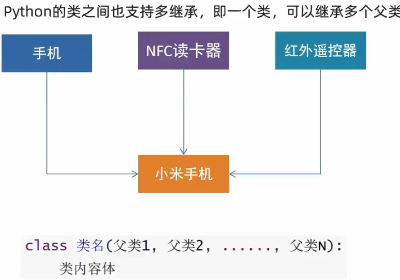 Python的类之间也支持多继承，即一个类，可以继承多个父类
手机
NFC读卡器
红外遥控器
小米手机
class 类名(父类1, 父类2, ......, 父类N):
类内容体